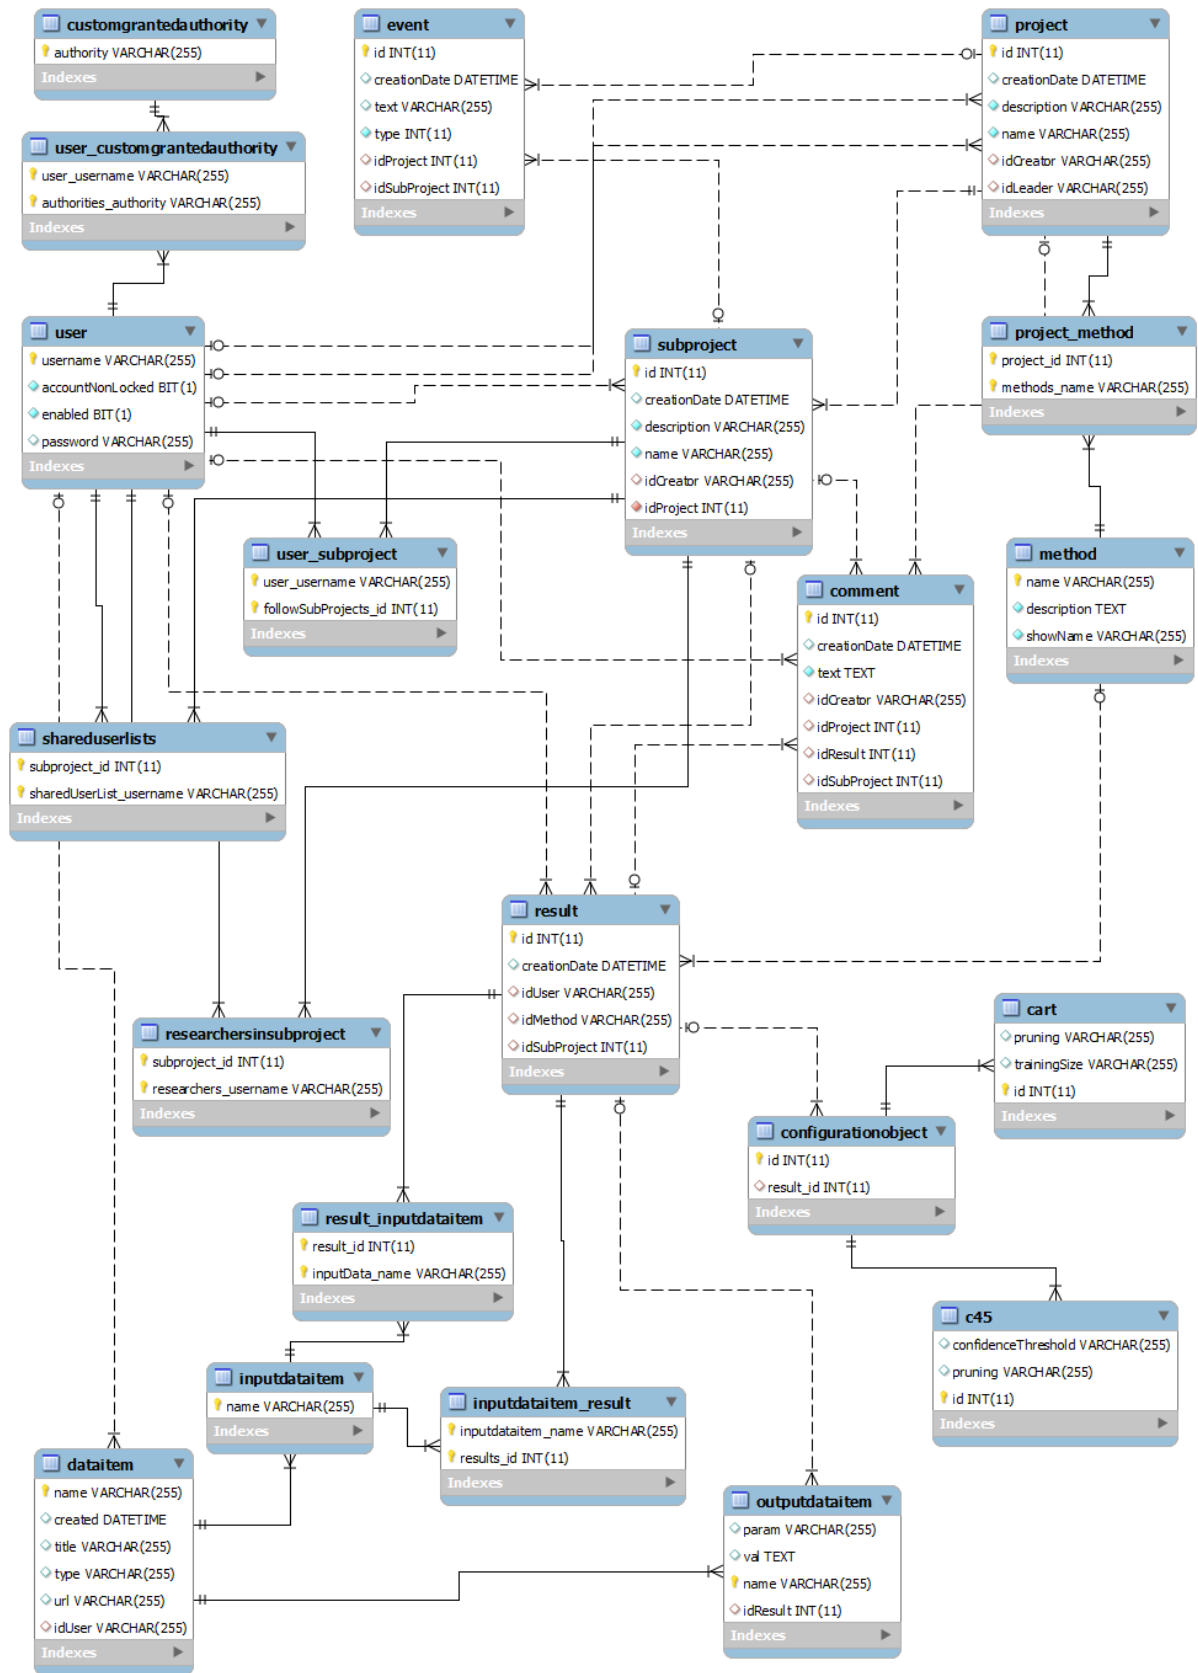 customgrantedauthority
authority VARCHAR(255)
Indexes
user_customgrantedauthority
user_username VARCHAR(255)
authorities_authority VARCHAR(255)
Indexes
event
id INT(11)
creationDate DATETIME
text VARCHAR(255)
type INT(11)
idProject INT(11)
idSubProject INT(11)
Indexes
project
id INT(11)
creationDate DATETIME
description VARCHAR(255)
name VARCHAR(255)
idCreator VARCHAR(255)
idLeader VARCHAR(255)
Indexes
user
username VARCHAR(255)
accountNonLocked BIT(1)
enabled BIT(1)
password VARCHAR(255)
Indexes
subproject
id INT(11)
creationDate DATETIME
description VARCHAR(255)
name VARCHAR(255)
idCreator VARCHAR(255)
idProject INT(11)
Indexes
project_method
project_id INT(11)
methods_name VARCHAR(255)
Indexes
user_subproject
user_username VARCHAR(255)
followSubProjects_id INT(11)
Indexes
method
name VARCHAR(255)
description TEXT
showName VARCHAR(255)
Indexes
comment
id INT(11)
creationDate DATETIME
text TEXT
idCreator VARCHAR(255)
idProject INT(11)
idResult INT(11)
idSubProject INT(11)
Indexes
shareduserlists
subproject_id INT(11)
sharedUserList_username VARCHAR(255)
Indexes
result
id INT(11)
creationDate DATETIME
idUser VARCHAR(255)
idMethod VARCHAR(255)
idSubProject INT(11)
Indexes
researchersinsubproject
subproject_id INT(11)
researchers_username VARCHAR(255)
Indexes
cart
pruning VARCHAR(255)
trainingSize VARCHAR(255)
id INT(11)
Indexes
configurationobject
id INT(11)
result_id INT(11)
Indexes
result_inputdataitem
result_id INT(11)
inputData_name VARCHAR(255)
Indexes
c45
confidenceThreshold VARCHAR(255)
pruning VARCHAR(255)
id INT(11)
Indexes
inputdataitem
name VARCHAR(255)
Indexes
inputdataitem_result
inputdataitem_name VARCHAR(255)
results_id INT(11)
Indexes
dataitem
name VARCHAR(255)
created DATETIME
title VARCHAR(255)
type VARCHAR(255)
url VARCHAR(255)
idUser VARCHAR(255)
Indexes
outputdataitem
param VARCHAR(255)
val TEXT
name VARCHAR(255)
idResult INT(11)
Indexes